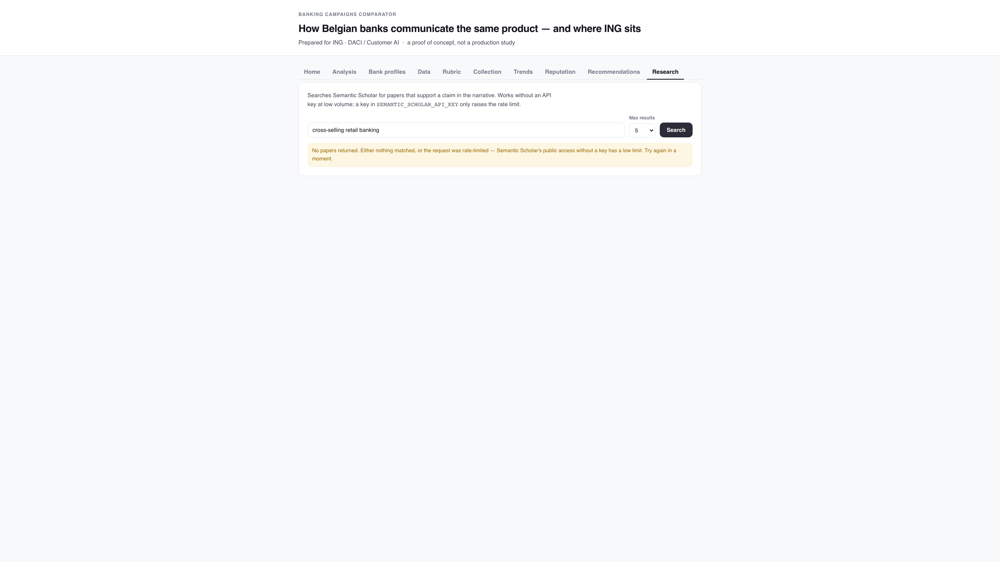 BANKING CAMPAIGNS COMPARATOR
How Belgian banks communicate the same product — and where ING sits
Prepared for ING · DACI / Customer AI · a proof of concept, not a production study
Home Analysis Bank profiles Data Rubric Collection Trends Reputation Recommendations Research
Searches Semantic Scholar for papers that support a claim in the narrative. Works without an API
key at low volume; a key in SEMANTIC_SCHOLAR_API_KEY only raises the rate limit.
Max results
cross-selling retail banking 5 Search
No papers returned. Either nothing matched, or the request was rate-limited — Semantic Scholar's public access without a key has a low limit. Try again in a
moment.